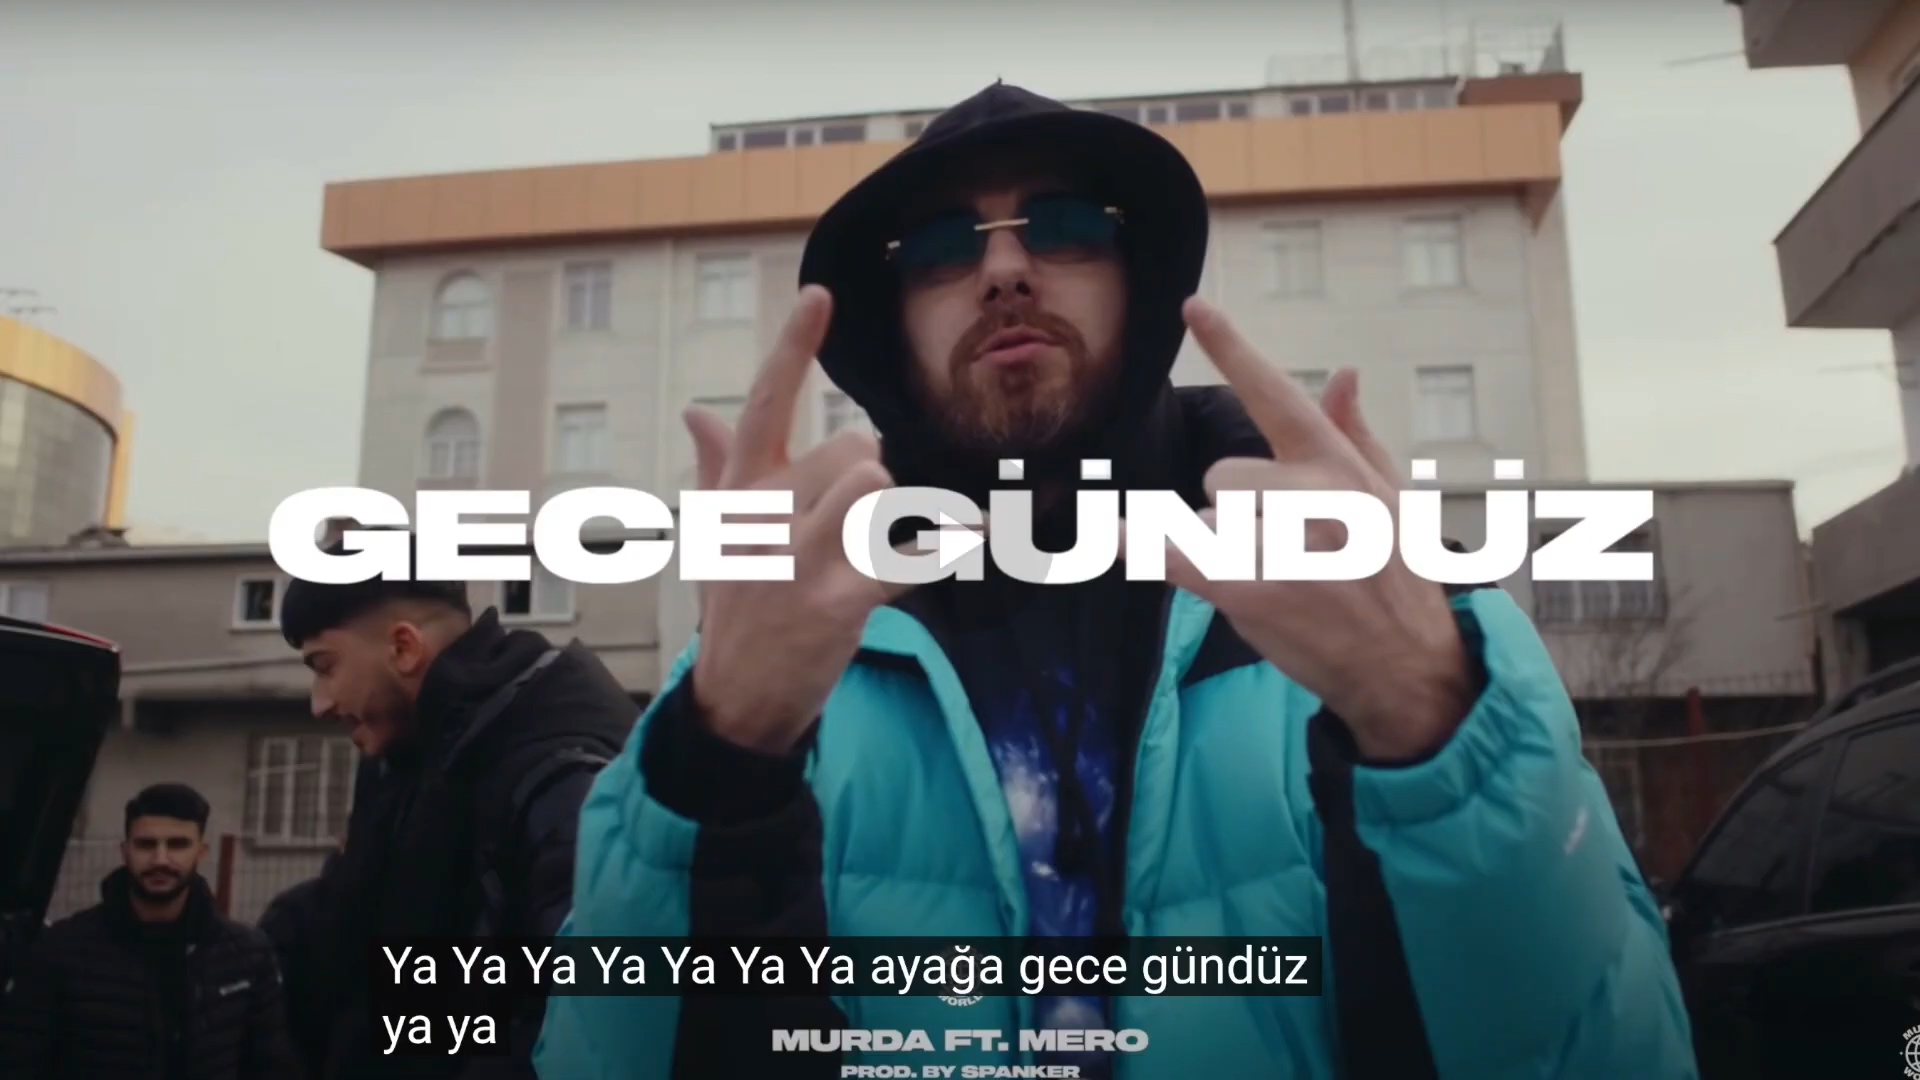 GECE GÜNDÜZ
Ya Ya Ya Ya Ya Ya Ya ayağa gece gündüz
ya ya
WORLD
MURDA FT. MERO
PROD. BY SPANKER